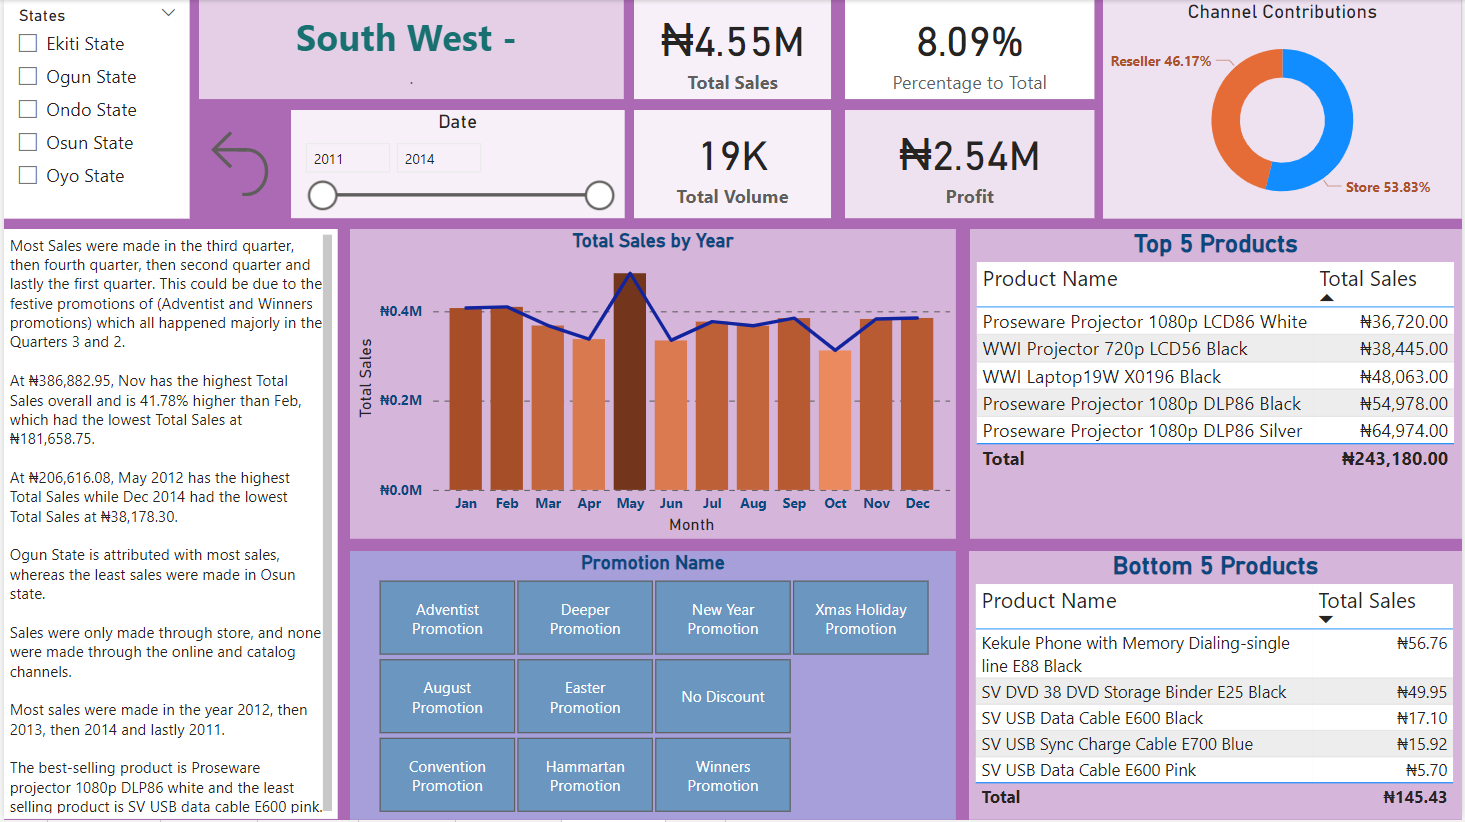 States
Ekiti State
Ogun State
Ondo State
Osun State
Oyo State
South West -
.
₦4.55M
Total Sales
8.09%
Percentage to Total
Date
2011
2014
19K
Total Volume
₦2.54M
Profit
Channel Contributions
Reseller 46.17%
Store 53.83%
Most Sales were made in the third quarter,
then fourth quarter, then second quarter and
lastly the first quarter. This could be due to the
festive promotions of (Adventist and Winners
promotions) which all happened majorly in the
Quarters 3 and 2.
At ₦386,882.95, Nov has the highest Total
Sales overall and is 41.78% higher than Feb,
which had the lowest Total Sales at
₦181,658.75.
At ₦206,616.08, May 2012 has the highest
Total Sales while Dec 2014 had the lowest
Total Sales at ₦38,178.30.
Ogun State is attributed with most sales,
whereas the least sales were made in Osun
state.
Sales were only made through store, and none
were made through the online and catalog
channels.
Most sales were made in the year 2012, then
2013, then 2014 and lastly 2011.
The best-selling product is Proseware
projector 1080p DLP86 white and the least
selling product is SV USB data cable E600 pink.
Total Sales by Year
Total Sales
₦0.4M
₦0.2M
₦0.0M
Jan Feb Mar Apr May Jun Jul Aug Sep Oct Nov Dec
Month
Promotion Name
Adventist
Promotion
Deeper
Promotion
New Year
Promotion
Xmas Holiday
Promotion
August
Promotion
Easter
Promotion
No Discount
Convention
Promotion
Hammartan
Promotion
Winners
Promotion
Top 5 Products
Product Name Total Sales
Proseware Projector 1080p LCD86 White ₦36,720.00
WWI Projector 720p LCD56 Black ₦38,445.00
WWI Laptop19W X0196 Black ₦48,063.00
Proseware Projector 1080p DLP86 Black ₦54,978.00
Proseware Projector 1080p DLP86 Silver ₦64,974.00
Total ₦243,180.00
Bottom 5 Products
Product Name Total Sales
Kekule Phone with Memory Dialing-single ₦56.76
line E88 Black
SV DVD 38 DVD Storage Binder E25 Black ₦49.95
SV USB Data Cable E600 Black ₦17.10
SV USB Sync Charge Cable E700 Blue ₦15.92
SV USB Data Cable E600 Pink ₦5.70
Total ₦145.43